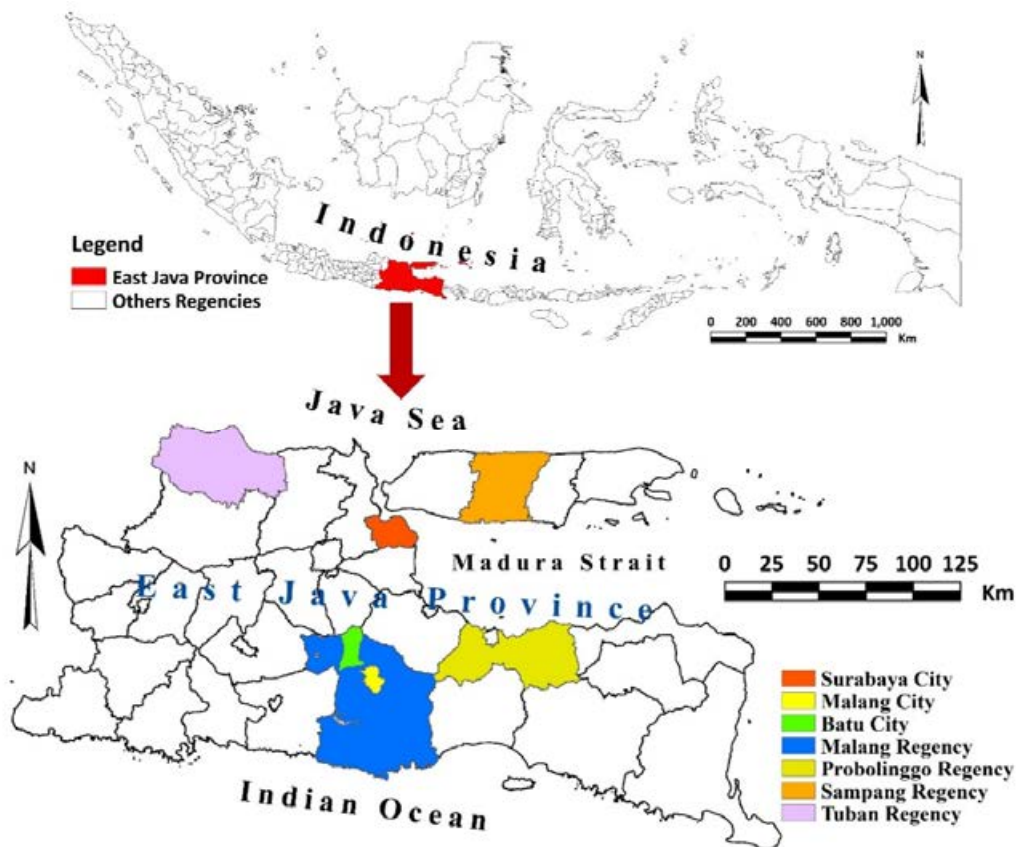 N
Indonesia
Legend
East Java Province
Others Regencies
0 200 400 600 800 1,000
Km
Java Sea
N
Madura Strait
0 25 50 75 100 125
Km
East Java Province
Surabaya City
Malang City
Batu City
Malang Regency
Probolinggo Regency
Sampang Regency
Tuban Regency
Indian Ocean